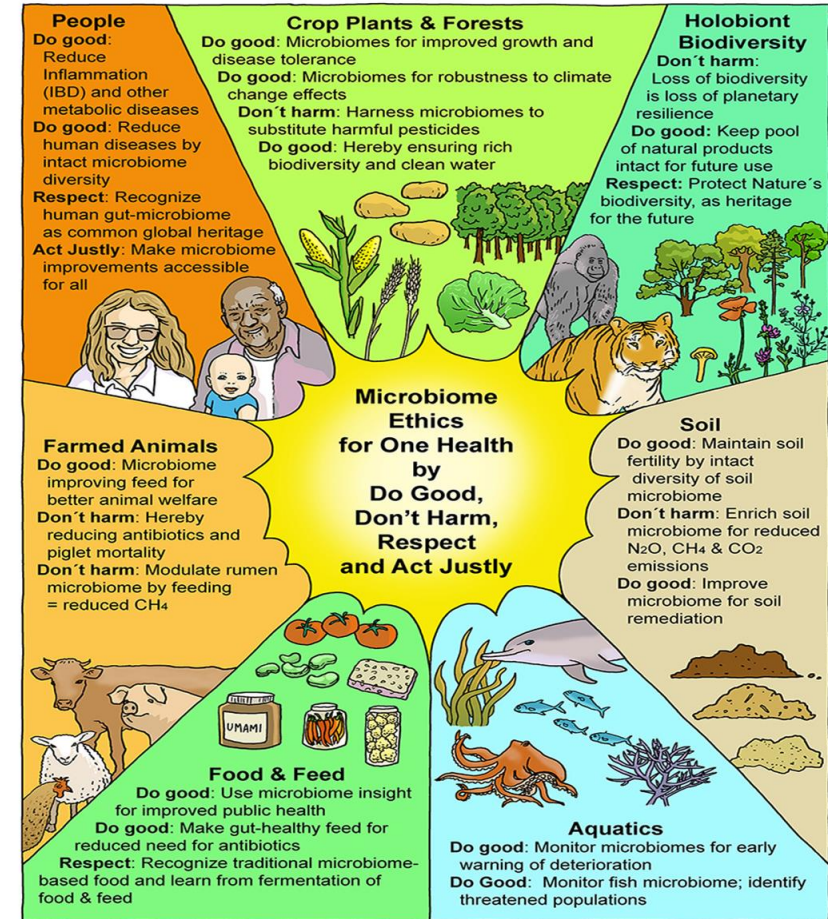 People
Do good:
Reduce
Inflammation
(IBD) and other
metabolic diseases
Do good: Reduce
human diseases by
intact microbiome
diversity
Respect: Recognize
human gut-microbiome
as common global heritage
Act Justly: Make microbiome
improvements accessible
for all
Crop Plants & Forests
Do good: Microbiomes for improved growth and
disease tolerance
Do good: Microbiomes for robustness to climate
change effects
Don´t harm: Harness microbiomes to
substitute harmful pesticides
Do good: Hereby ensuring rich
biodiversity and clean water
Holobiont
Biodiversity
Don´t harm:
Loss of biodiversity
is loss of planetary
resilience
Do good: Keep pool
of natural products
intact for future use
Respect: Protect Nature´s
biodiversity, as heritage
for the future
Microbiome
Ethics
for One Health
by
Do Good,
Don't Harm,
Respect
and Act Justly
Farmed Animals
Do good: Microbiome
improving feed for
better animal welfare
Don´t harm: Hereby
reducing antibiotics and
piglet mortality
Don´t harm: Modulate rumen
microbiome by feeding
= reduced CH₄
Soil
Do good: Maintain soil
fertility by intact
diversity of soil
microbiome
Don´t harm: Enrich soil
microbiome for reduced
N₂O, CH₄ & CO₂
emissions
Do good: Improve
microbiome for soil
remediation
UMAMI
Food & Feed
Do good: Use microbiome insight
for improved public health
Do good: Make gut-healthy feed for
reduced need for antibiotics
Respect: Recognize traditional microbiome-
based food and learn from fermentation of
food & feed
Aquatics
Do good: Monitor microbiomes for early
warning of deterioration
Do Good: Monitor fish microbiome; identify
threatened populations